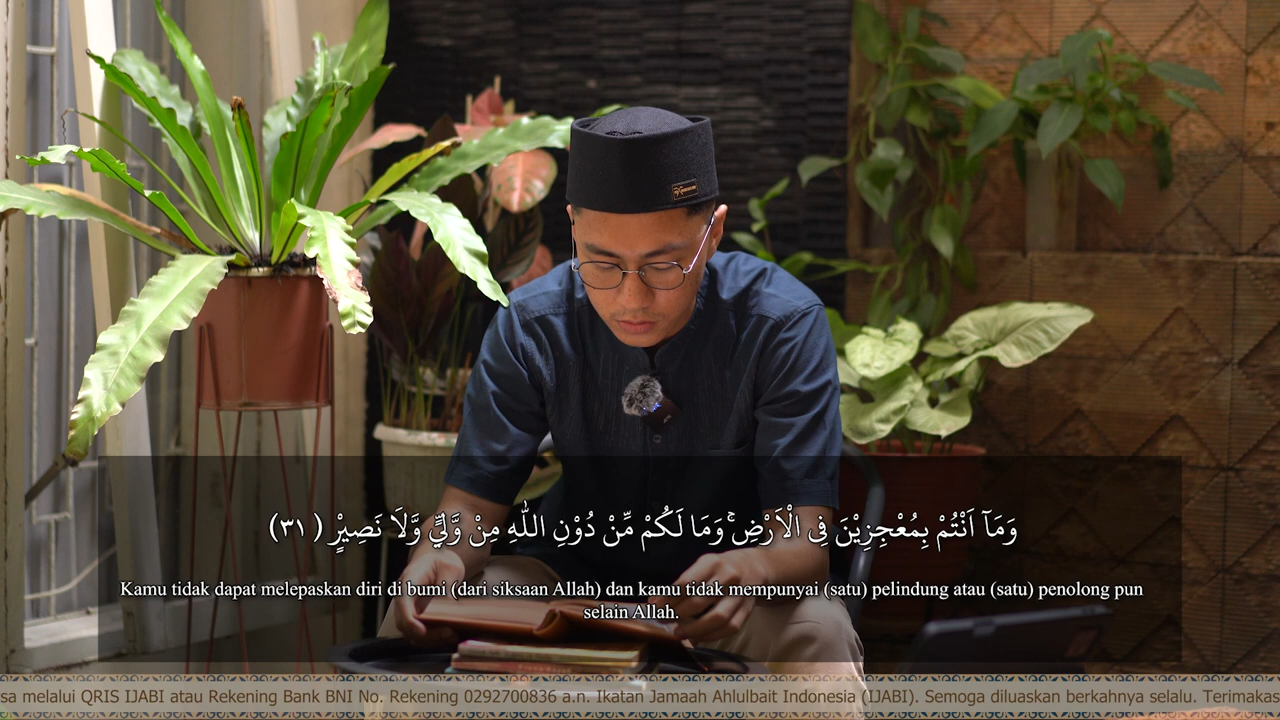 وَمَآ اَنْتُمْ بِمُعْجِزِيْنَ فِى الْاَرْضِۚ وَمَا لَكُمْ مِّنْ دُوْنِ اللّٰهِ مِنْ وَّلِيٍّ وَّلَا نَصِيْرٍ ( ٣١ )
Kamu tidak dapat melepaskan diri di bumi (dari siksaan Allah) dan kamu tidak mempunyai (satu) pelindung atau (satu) penolong pun
selain Allah.
sa melalui QRIS IJABI atau Rekening Bank BNI No. Rekening 0292700836 a.n. Ikatan Jamaah Ahlulbait Indonesia (IJABI). Semoga diluaskan berkahnya selalu. Terimakas